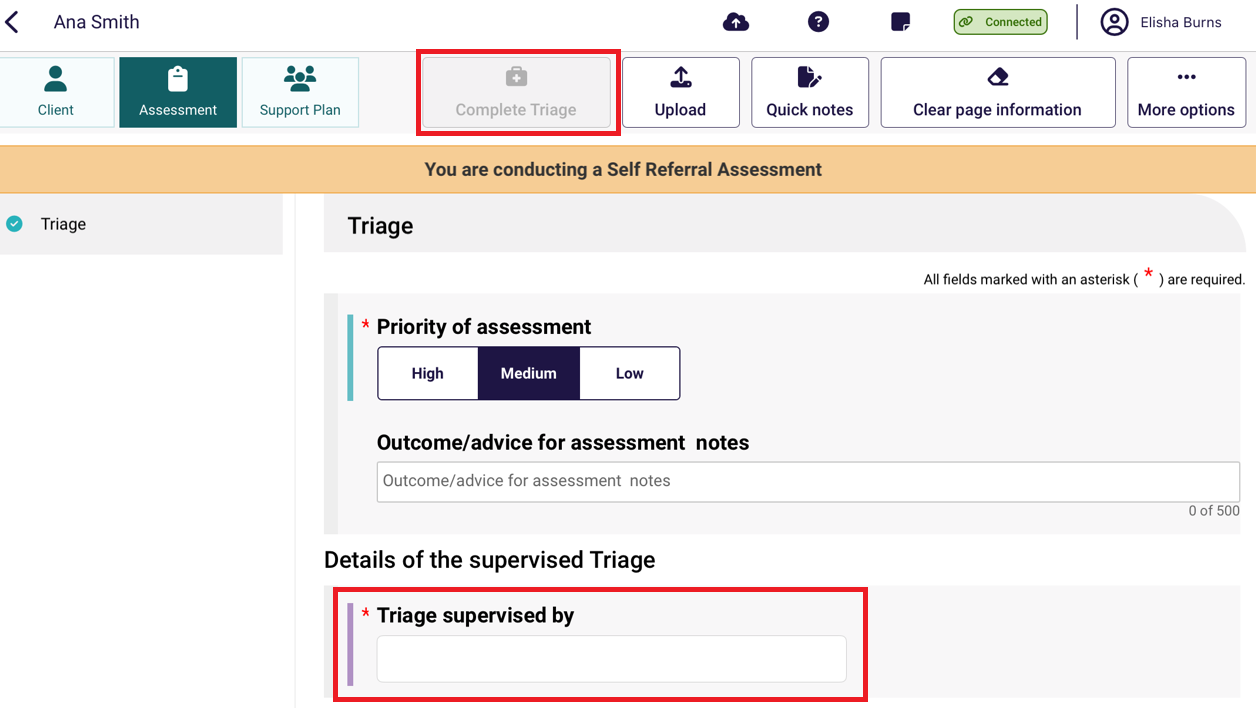 Ana Smith
Connected
Elisha Burns
Client
Assessment
Support Plan
Complete Triage
Upload
Quick notes
Clear page information
More options
You are conducting a Self Referral Assessment
Triage
Triage
All fields marked with an asterisk ( * ) are required.
* Priority of assessment
High
Medium
Low
Outcome/advice for assessment  notes
Outcome/advice for assessment  notes
0 of 500
Details of the supervised Triage
* Triage supervised by